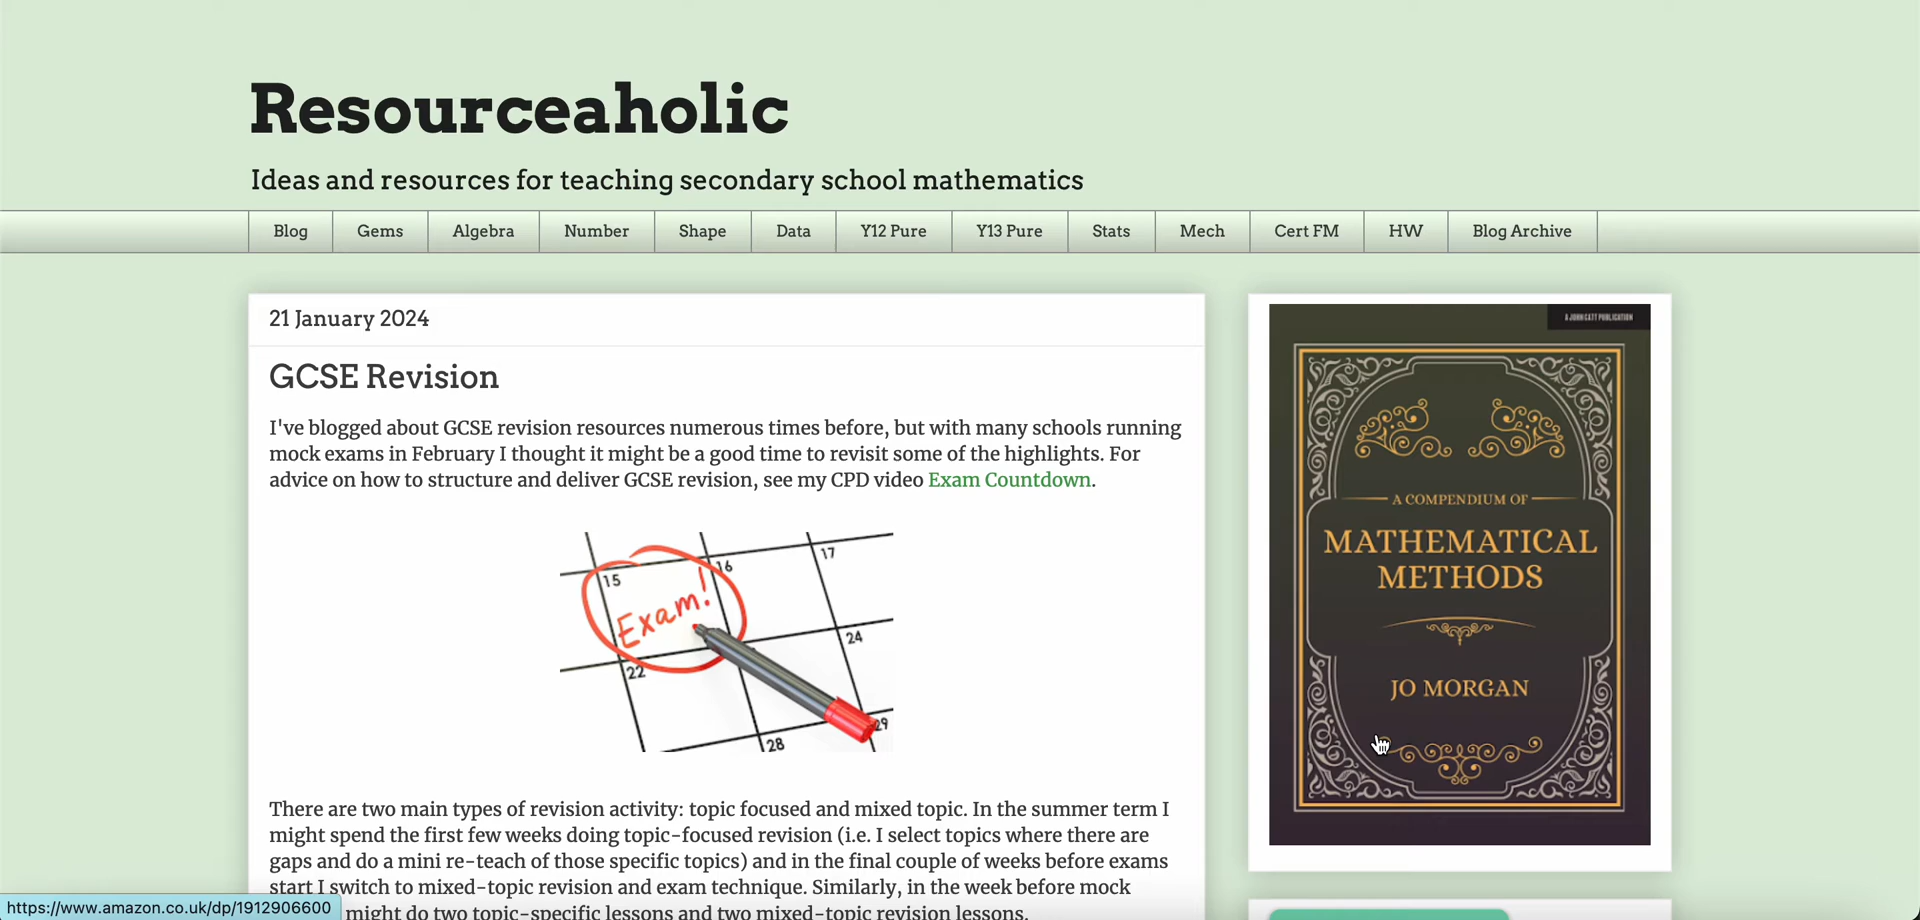 Resourceaholic
Ideas and resources for teaching secondary school mathematics
Blog
Gems
Algebra
Number
Shape
Data
Y12 Pure
Y13 Pure
Stats
Mech
Cert FM
HW
Blog Archive
21 January 2024
GCSE Revision
I've blogged about GCSE revision resources numerous times before, but with many schools running
mock exams in February I thought it might be a good time to revisit some of the highlights. For
advice on how to structure and deliver GCSE revision, see my CPD video Exam Countdown.
15
16
17
Exam!
22
24
28
29
There are two main types of revision activity: topic focused and mixed topic. In the summer term I
might spend the first few weeks doing topic-focused revision (i.e. I select topics where there are
gaps and do a mini re-teach of those specific topics) and in the final couple of weeks before exams
start I switch to mixed-topic revision and exam technique. Similarly, in the week before mock
might do two topic-specific lessons and two mixed-topic revision lessons.
A JOHN CATT PUBLICATION
A COMPENDIUM OF
MATHEMATICAL
METHODS
JO MORGAN
https://www.amazon.co.uk/dp/1912906600